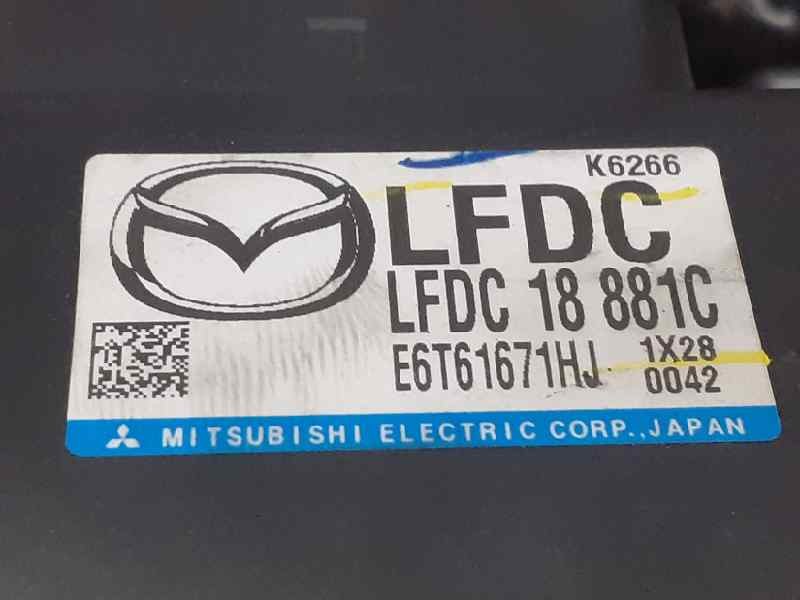 K6266
LFDC
LFDC 18 881C
E6T61671HJ 1X28
0042
MITSUBISHI ELECTRIC CORP., JAPAN